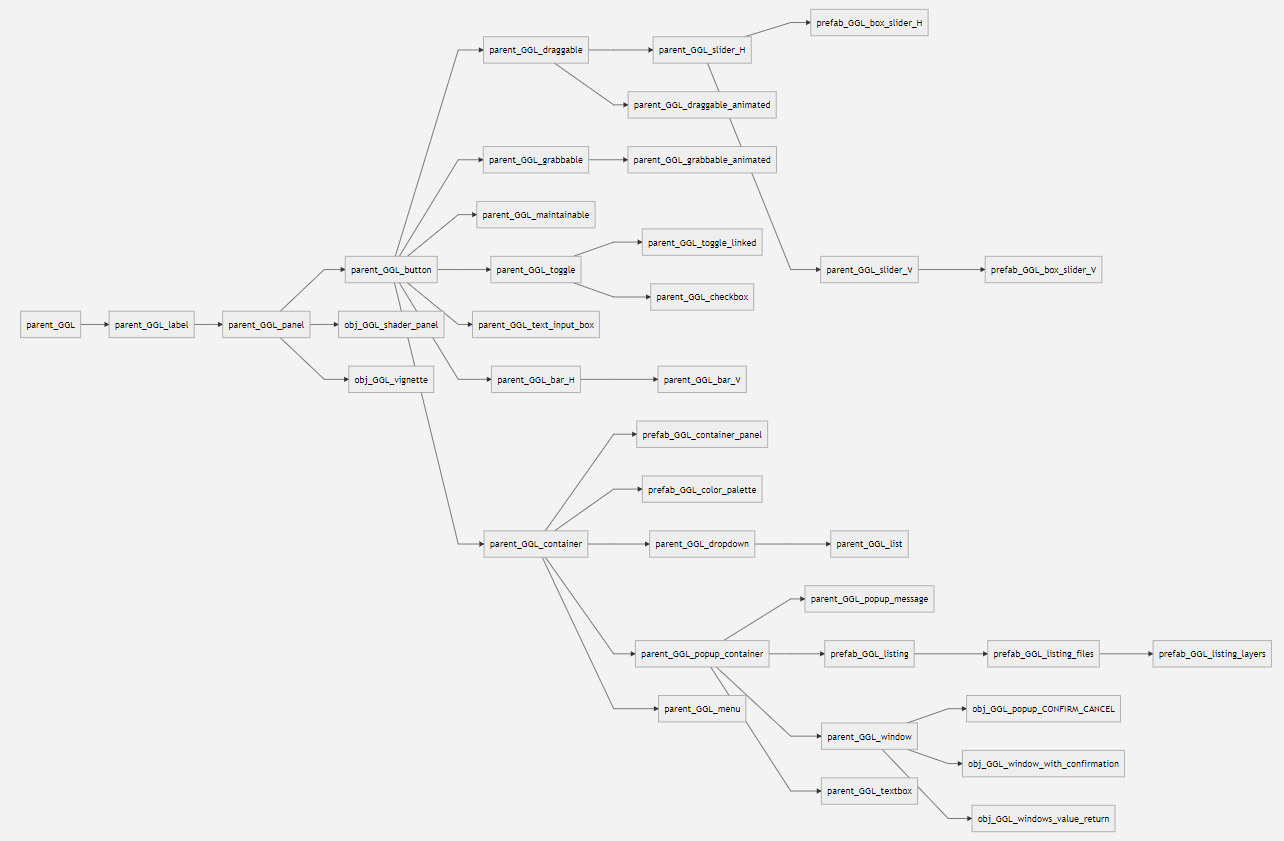 prefab_GGL_box_slider_H
parent_GGL_draggable
parent_GGL_slider_H
parent_GGL_draggable_animated
parent_GGL_grabbable
parent_GGL_grabbable_animated
parent_GGL_maintainable
parent_GGL_toggle_linked
parent_GGL_button
parent_GGL_toggle
parent_GGL_slider_V
prefab_GGL_box_slider_V
parent_GGL_checkbox
parent_GGL
parent_GGL_label
parent_GGL_panel
obj_GGL_shader_panel
parent_GGL_text_input_box
obj_GGL_vignette
parent_GGL_bar_H
parent_GGL_bar_V
prefab_GGL_container_panel
prefab_GGL_color_palette
parent_GGL_container
parent_GGL_dropdown
parent_GGL_list
parent_GGL_popup_message
parent_GGL_popup_container
prefab_GGL_listing
prefab_GGL_listing_files
prefab_GGL_listing_layers
parent_GGL_menu
obj_GGL_popup_CONFIRM_CANCEL
parent_GGL_window
obj_GGL_window_with_confirmation
parent_GGL_textbox
obj_GGL_windows_value_return